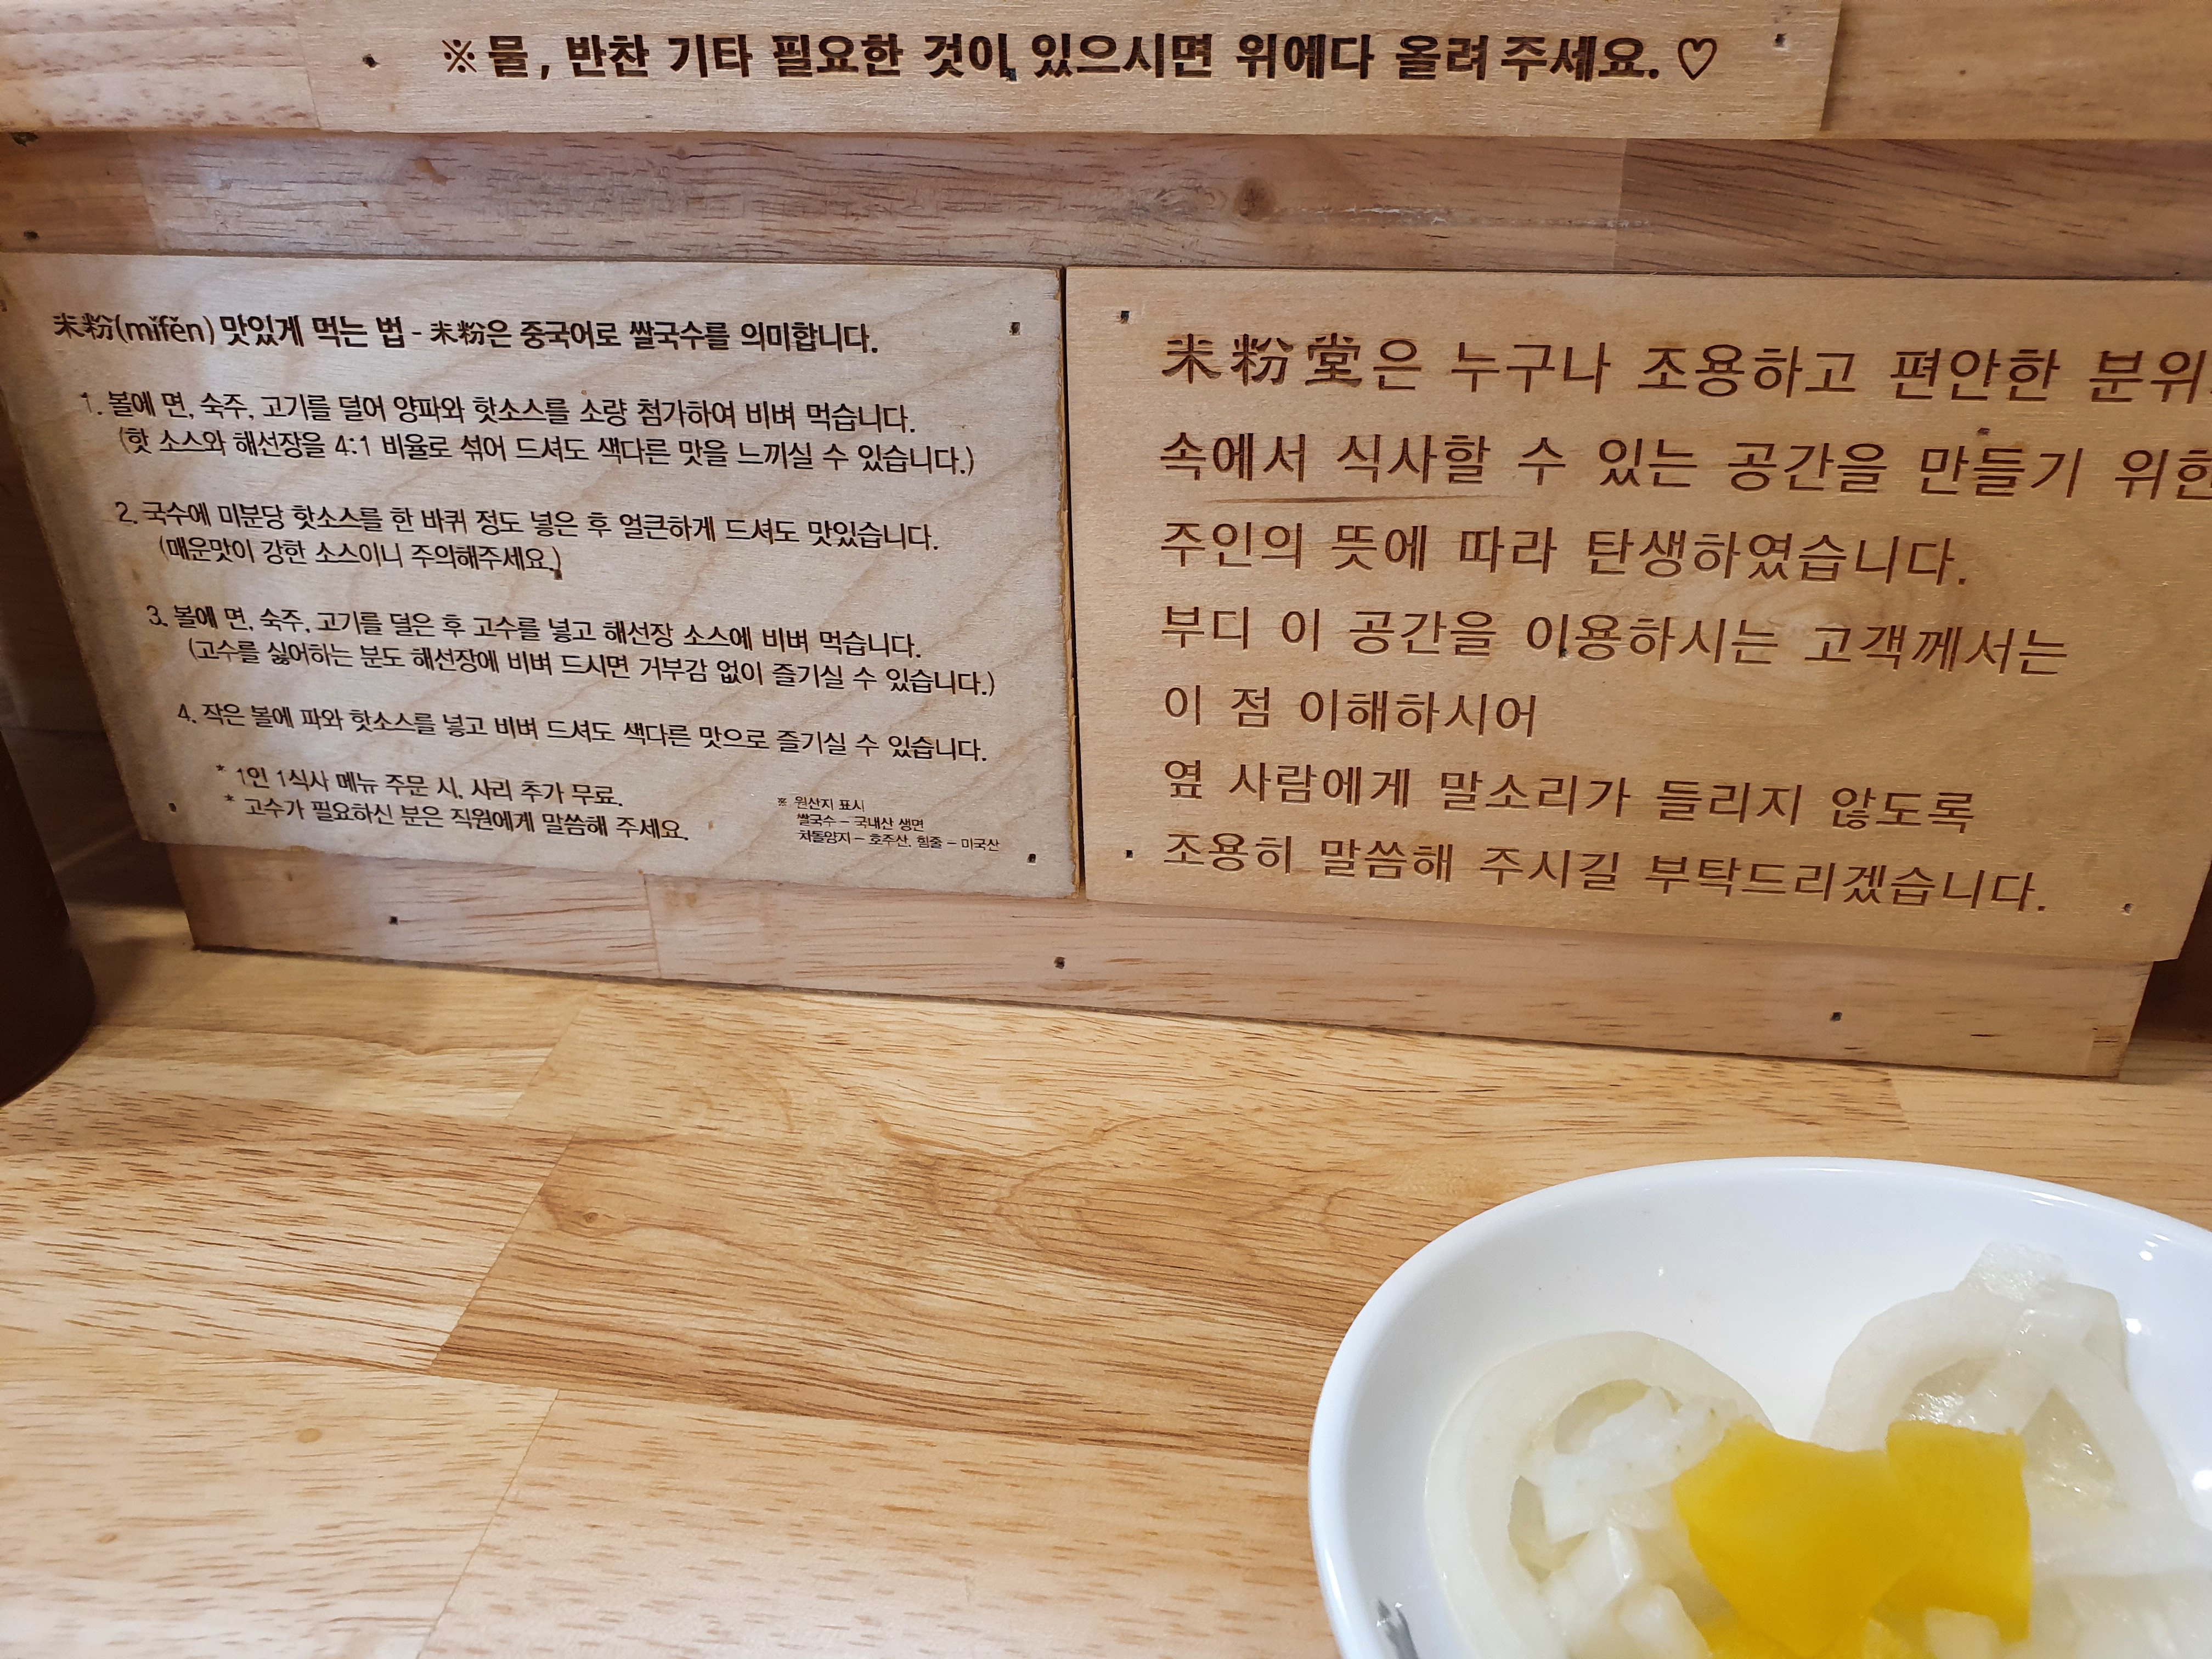 ※ 물, 반찬 기타 필요한 것이 있으시면 위에다 올려 주세요. ♡
米粉(mǐfěn) 맛있게 먹는 법 - 米粉은 중국어로 쌀국수를 의미합니다.
1. 볼에 면, 숙주, 고기를 덜어 양파와 핫소스를 소량 첨가하여 비벼 먹습니다.
(핫 소스와 해선장을 4:1 비율로 섞어 드셔도 색다른 맛을 느끼실 수 있습니다.)
2. 국수에 미분당 핫소스를 한 바퀴 정도 넣은 후 얼큰하게 드셔도 맛있습니다.
(매운맛이 강한 소스이니 주의해주세요.)
3. 볼에 면, 숙주, 고기를 덜은 후 고수를 넣고 해선장 소스에 비벼 먹습니다.
(고수를 싫어하는 분도 해선장에 비벼 드시면 거부감 없이 즐기실 수 있습니다.)
4. 작은 볼에 파와 핫소스를 넣고 비벼 드셔도 색다른 맛으로 즐기실 수 있습니다.
* 1인 1식사 메뉴 주문 시, 사리 추가 무료.
* 고수가 필요하신 분은 직원에게 말씀해 주세요.
※ 원산지 표시
쌀국수 - 국내산 생면
차돌양지 - 호주산, 힘줄 - 미국산
米粉堂은 누구나 조용하고 편안한 분위
속에서 식사할 수 있는 공간을 만들기 위한
주인의 뜻에 따라 탄생하였습니다.
부디 이 공간을 이용하시는 고객께서는
이 점 이해하시어
옆 사람에게 말소리가 들리지 않도록
조용히 말씀해 주시길 부탁드리겠습니다.